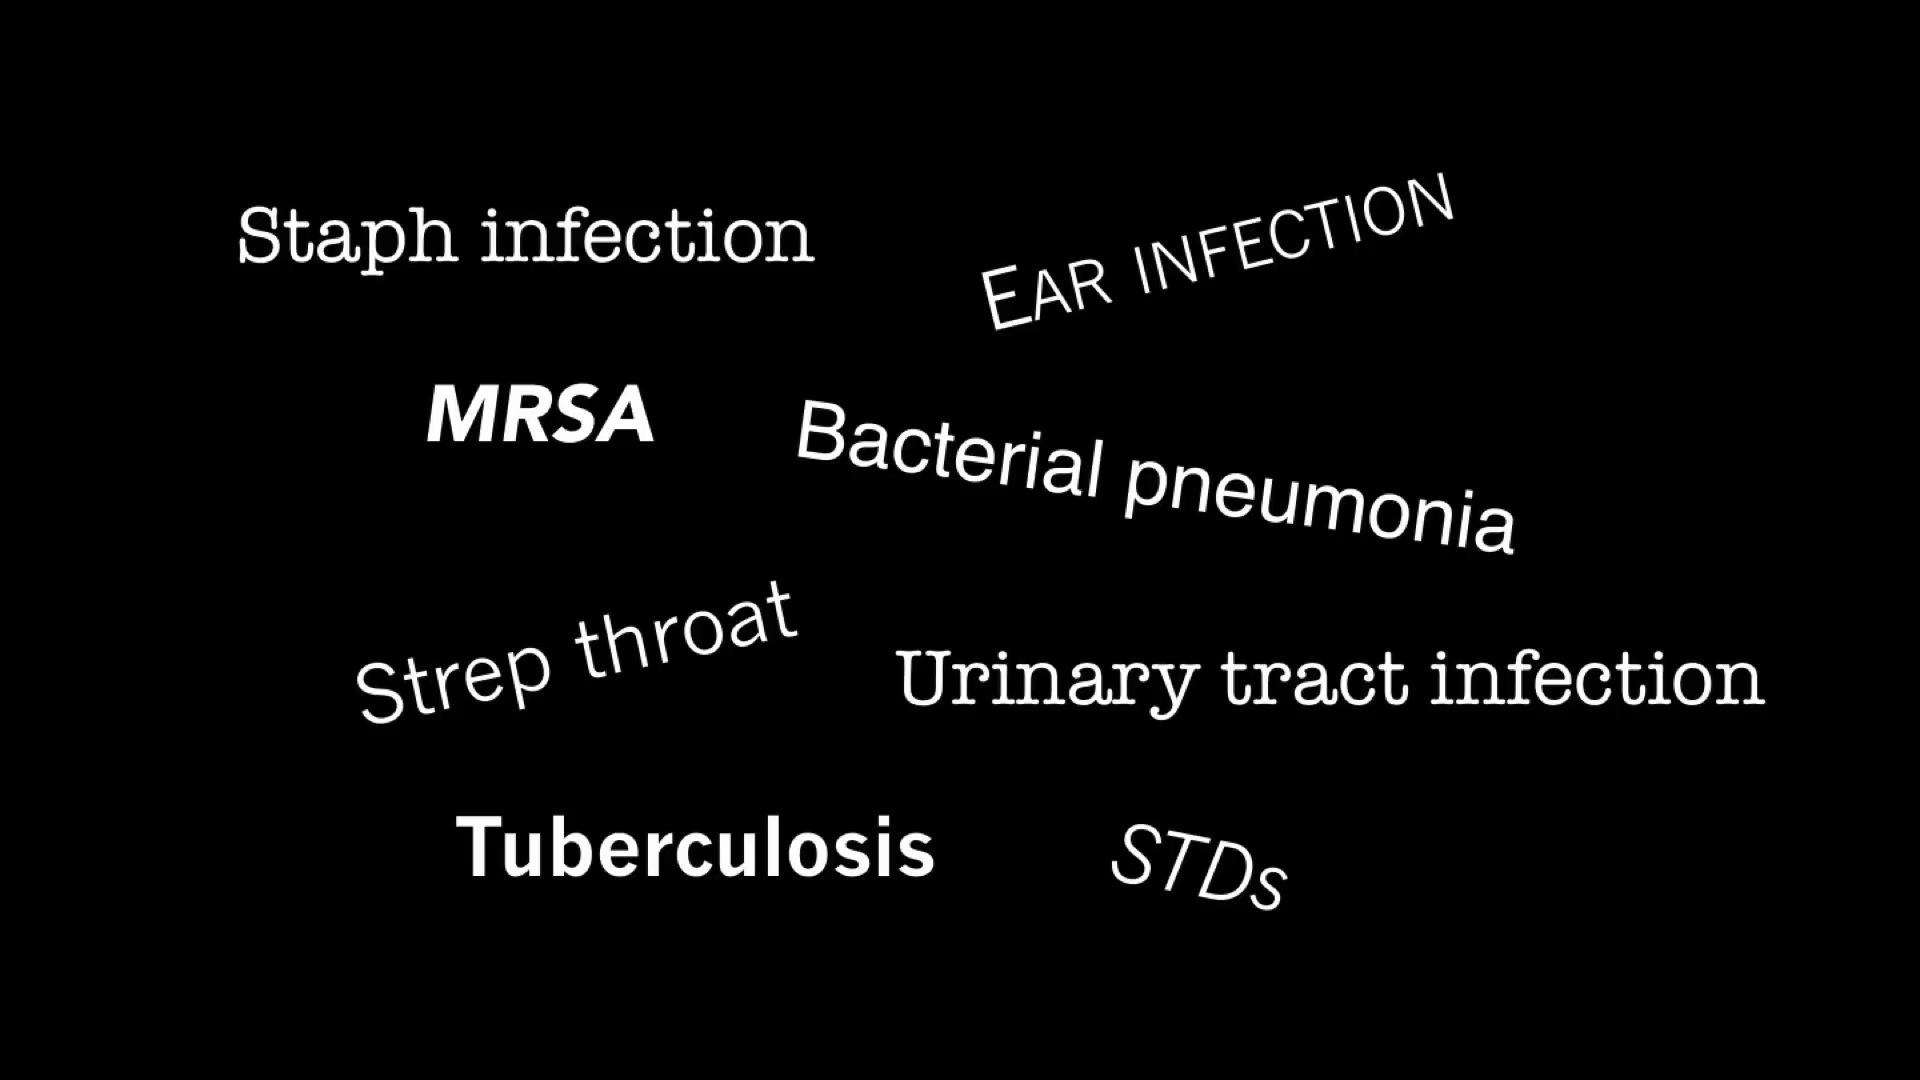 Staph infection
EAR INFECTION
MRSA
Bacterial pneumonia
Strep throat
Urinary tract infection
Tuberculosis
STDs